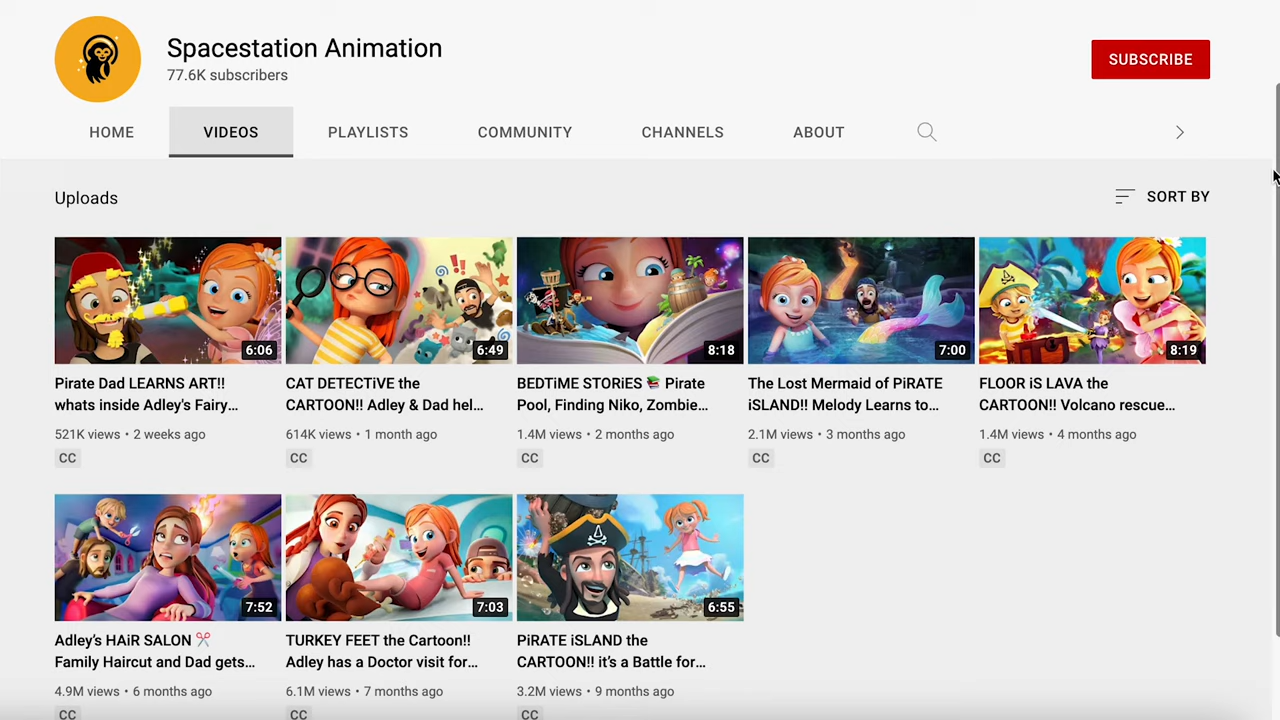 Spacestation Animation
77.6K subscribers
SUBSCRIBE
HOME VIDEOS PLAYLISTS COMMUNITY CHANNELS ABOUT
Uploads
SORT BY
6:06
Pirate Dad LEARNS ART!!
whats inside Adley's Fairy...
521K views • 2 weeks ago
CC
6:49
CAT DETECTiVE the
CARTOON!! Adley & Dad hel...
614K views • 1 month ago
CC
8:18
BEDTiME STORiES 📚 Pirate
Pool, Finding Niko, Zombie...
1.4M views • 2 months ago
CC
7:00
The Lost Mermaid of PiRATE
iSLAND!! Melody Learns to...
2.1M views • 3 months ago
CC
8:19
FLOOR iS LAVA the
CARTOON!! Volcano rescue...
1.4M views • 4 months ago
CC
7:52
Adley's HAiR SALON ✂️
Family Haircut and Dad gets...
4.9M views • 6 months ago
CC
7:03
TURKEY FEET the Cartoon!!
Adley has a Doctor visit for...
6.1M views • 7 months ago
CC
6:55
PiRATE iSLAND the
CARTOON!! it's a Battle for...
3.2M views • 9 months ago
CC